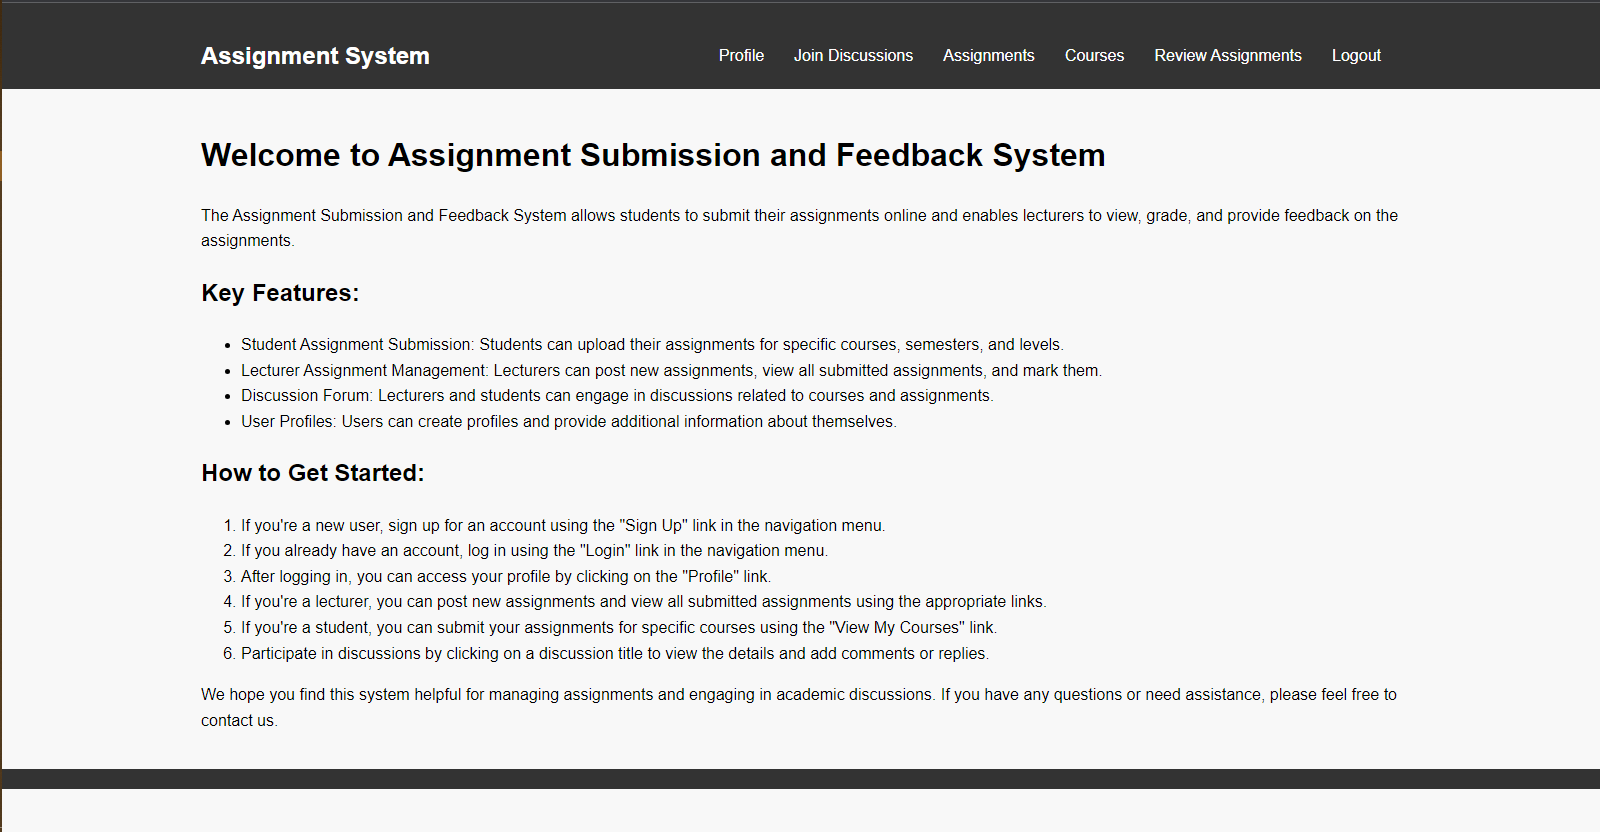 Assignment System
Profile Join Discussions Assignments Courses Review Assignments Logout
Welcome to Assignment Submission and Feedback System
The Assignment Submission and Feedback System allows students to submit their assignments online and enables lecturers to view, grade, and provide feedback on the
assignments.
Key Features:
• Student Assignment Submission: Students can upload their assignments for specific courses, semesters, and levels.
• Lecturer Assignment Management: Lecturers can post new assignments, view all submitted assignments, and mark them.
• Discussion Forum: Lecturers and students can engage in discussions related to courses and assignments.
• User Profiles: Users can create profiles and provide additional information about themselves.
How to Get Started:
1. If you're a new user, sign up for an account using the "Sign Up" link in the navigation menu.
2. If you already have an account, log in using the "Login" link in the navigation menu.
3. After logging in, you can access your profile by clicking on the "Profile" link.
4. If you're a lecturer, you can post new assignments and view all submitted assignments using the appropriate links.
5. If you're a student, you can submit your assignments for specific courses using the "View My Courses" link.
6. Participate in discussions by clicking on a discussion title to view the details and add comments or replies.
We hope you find this system helpful for managing assignments and engaging in academic discussions. If you have any questions or need assistance, please feel free to
contact us.